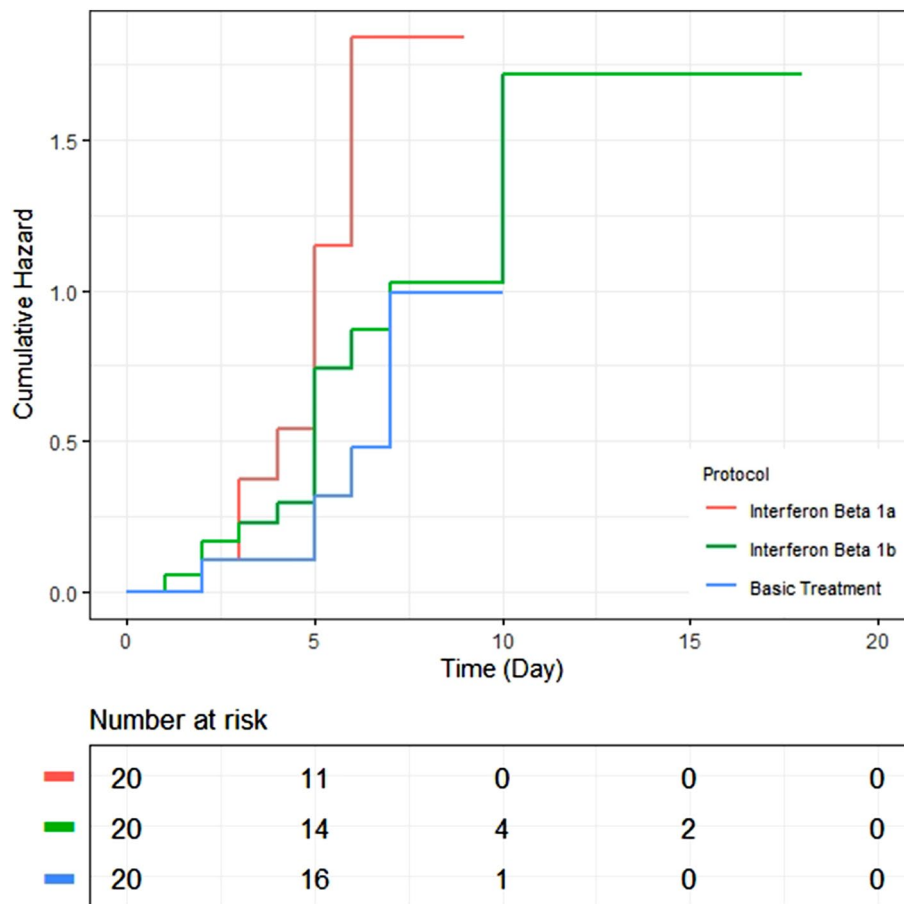 Cumulative Hazard
1.5
1.0
0.5
0.0
Protocol
Interferon Beta 1a
Interferon Beta 1b
Basic Treatment
0 5 10 15 20
Time (Day)
Number at risk
20 11 0 0 0
20 14 4 2 0
20 16 1 0 0